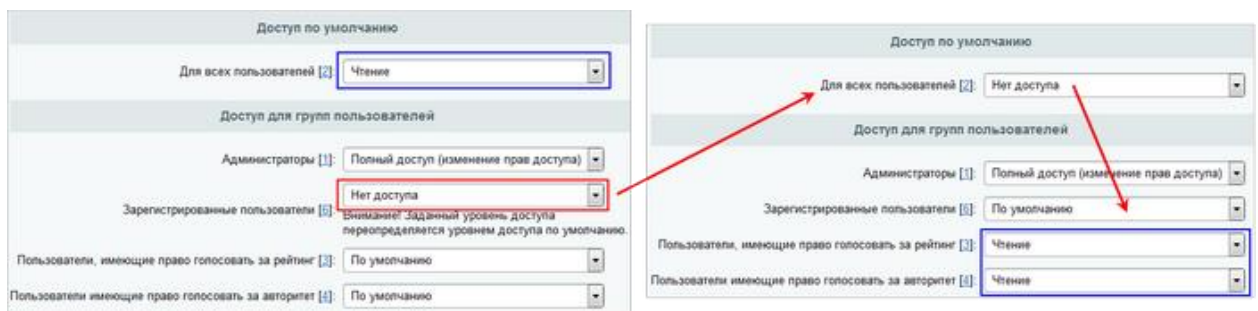 Доступ по умолчанию
Для всех пользователей [2]: Чтение
Доступ для групп пользователей
Администраторы [1]: Полный доступ (изменение прав доступа)
Нет доступа
Зарегистрированные пользователи [6]:
Внимание! Заданный уровень доступа
переопределяется уровнем доступа по умолчанию.
Пользователи, имеющие право голосовать за рейтинг [3]: По умолчанию
Пользователи имеющие право голосовать за авторитет [4]: По умолчанию
Доступ по умолчанию
Для всех пользователей [2]: Нет доступа
Доступ для групп пользователей
Администраторы [1]: Полный доступ (изменение прав доступа)
Зарегистрированные пользователи [6]: По умолчанию
Пользователи, имеющие право голосовать за рейтинг [3]: Чтение
Пользователи имеющие право голосовать за авторитет [4]: Чтение